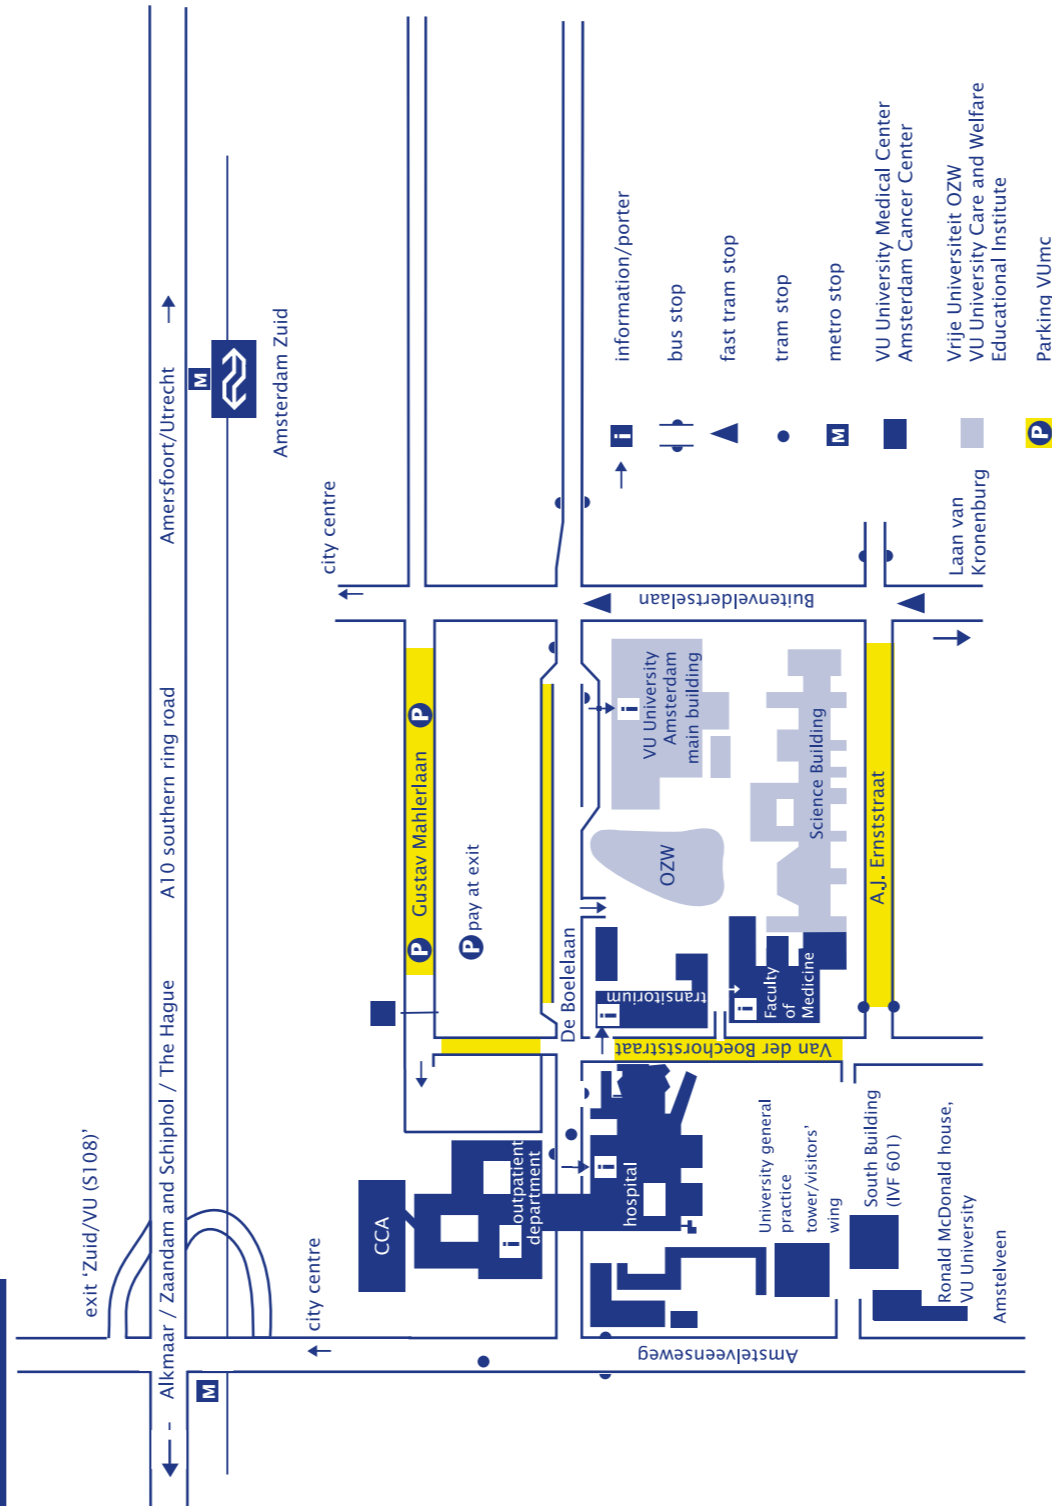 exit ‘Zuid/VU (S108)’
Alkmaar / Zaandam and Schiphol / The Hague
A10 southern ring road
Amersfoort/Utrecht
M
M
Amsterdam Zuid
city centre
city centre
P
Gustav Mahlerlaan
P
P pay at exit
CCA
i
outpatient
department
De Boelelaan
i
hospital
i
transitorium
OZW
i
VU University
Amsterdam
main building
Buitenveldertselaan
Amstelveenseweg
Van der Boechorststraat
i
Faculty
of
Medicine
Science Building
A.J. Ernststraat
University general
practice
tower/visitors’
wing
South Building
(IVF 601)
Ronald McDonald house,
VU University
Amstelveen
Laan van
Kronenburg
i
information/porter
bus stop
fast tram stop
tram stop
M
metro stop
VU University Medical Center
Amsterdam Cancer Center
Vrije Universiteit OZW
VU University Care and Welfare
Educational Institute
P
Parking VUmc